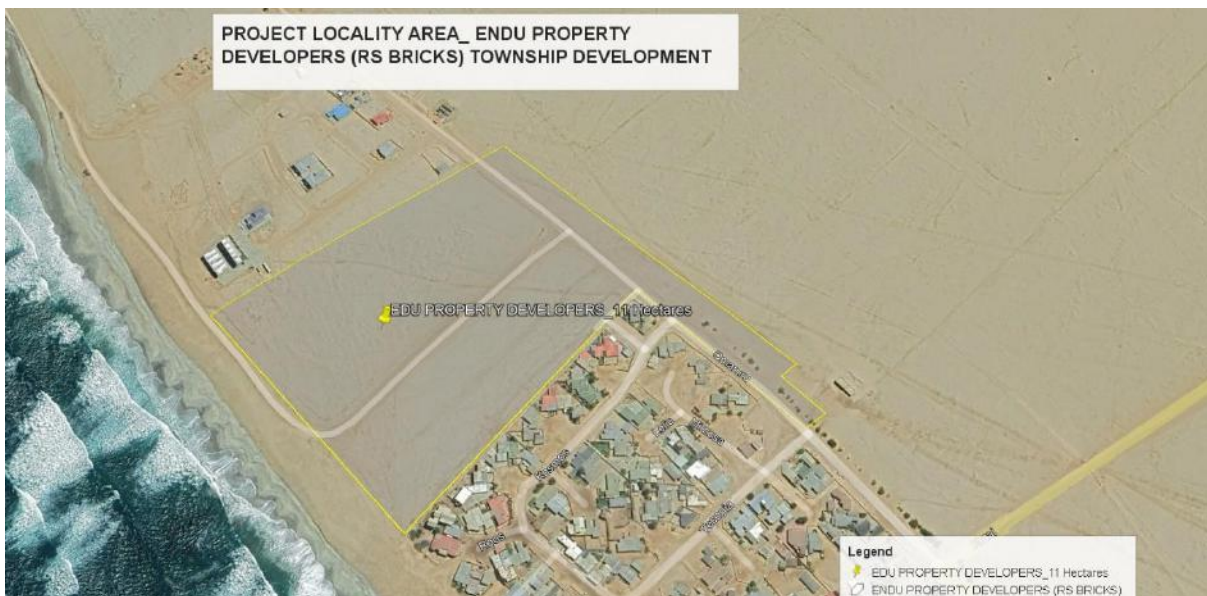 PROJECT LOCALITY AREA_ ENDU PROPERTY
DEVELOPERS (RS BRICKS) TOWNSHIP DEVELOPMENT
EDU PROPERTY DEVELOPERS_11 Hectares
Legend
EDU PROPERTY DEVELOPERS_11 Hectares
ENDU PROPERTY DEVELOPERS (RS BRICKS)